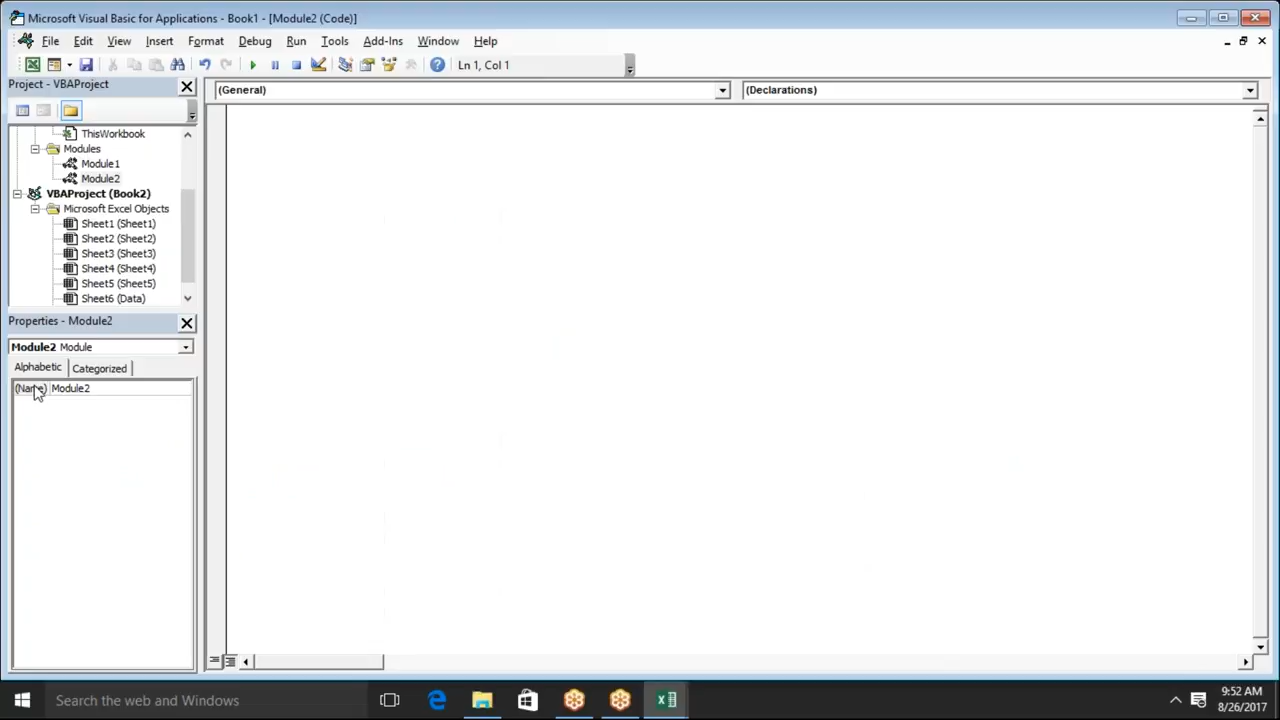 Microsoft Visual Basic for Applications - Book1 - [Module2 (Code)]
File Edit View Insert Format Debug Run Tools Add-Ins Window Help
Ln 1, Col 1
Project - VBAProject
(General) (Declarations)
ThisWorkbook
Modules
Module1
Module2
VBAProject (Book2)
Microsoft Excel Objects
Sheet1 (Sheet1)
Sheet2 (Sheet2)
Sheet3 (Sheet3)
Sheet4 (Sheet4)
Sheet5 (Sheet5)
Sheet6 (Data)
Properties - Module2
Module2 Module
Alphabetic Categorized
(Name) Module2
Search the web and Windows
9:52 AM
8/26/2017